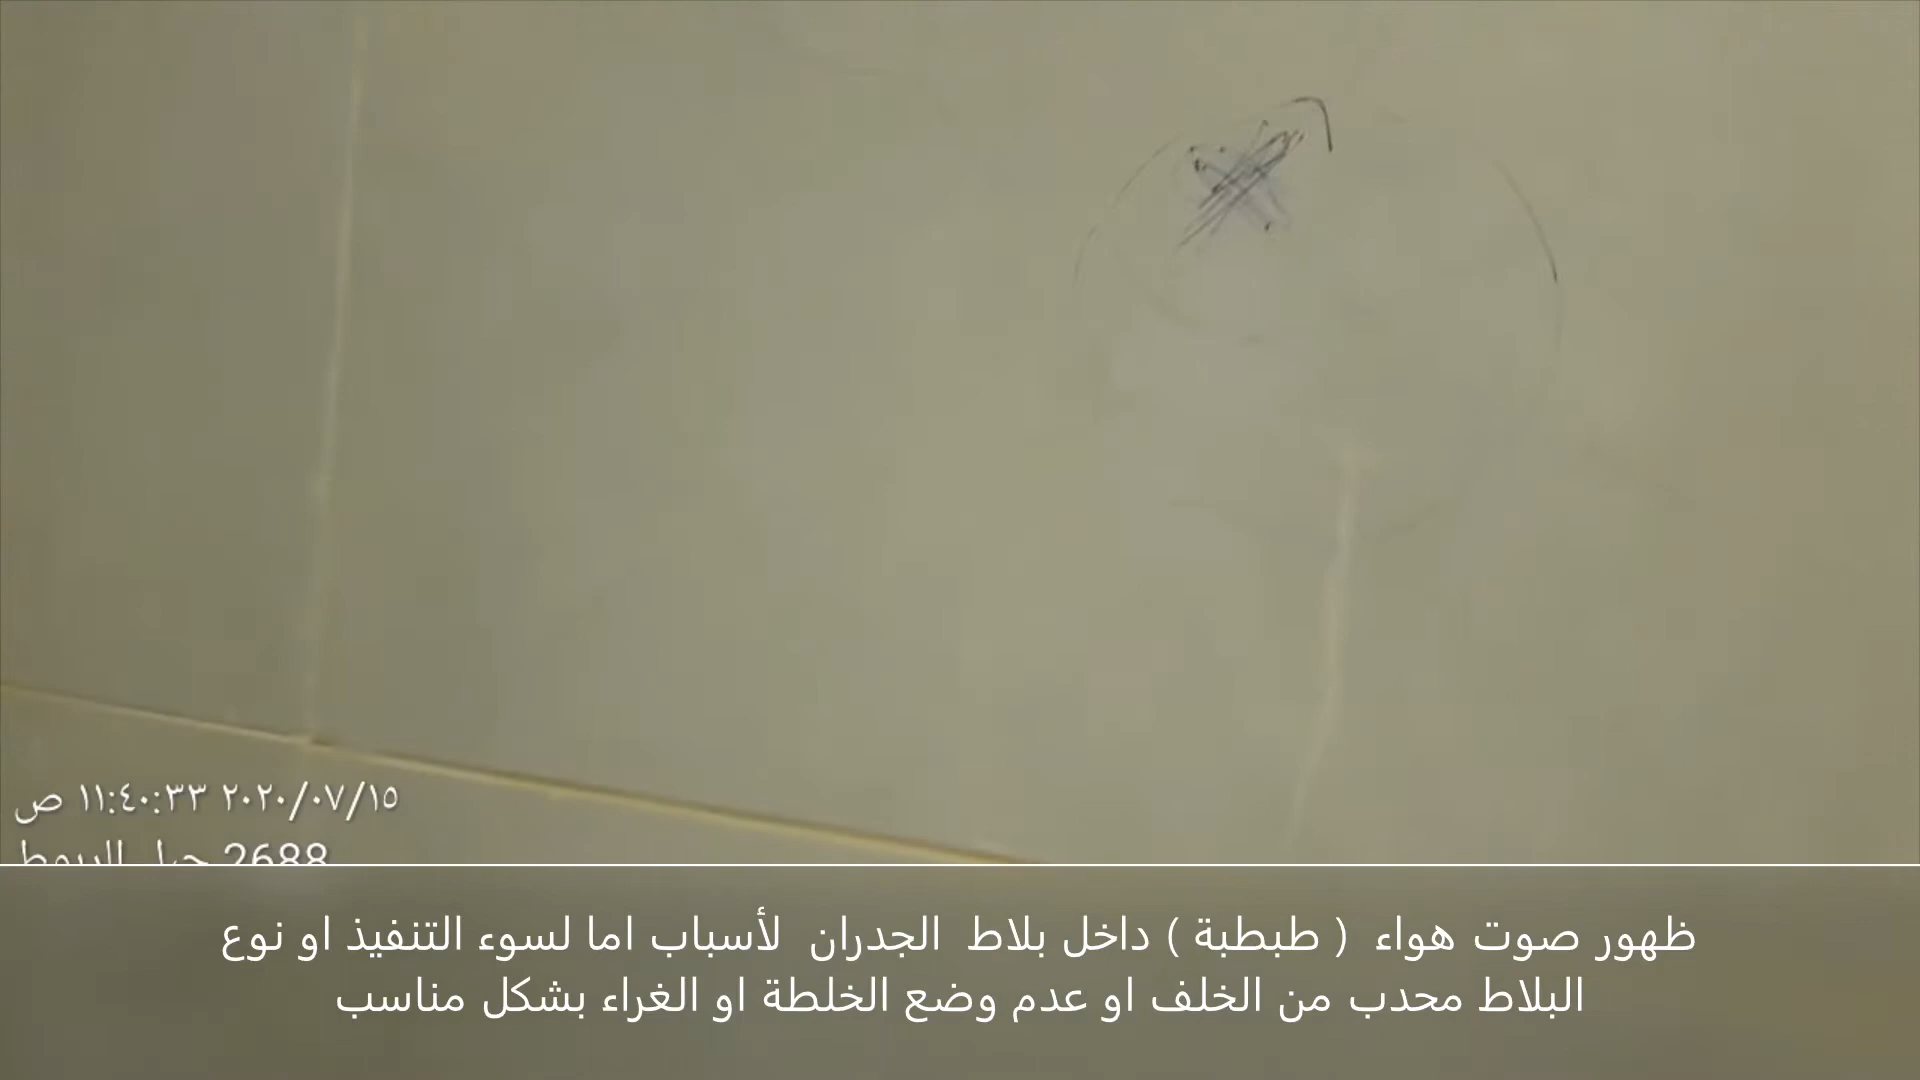 ١١:٤٠:٣٣ ٢٠٢٠/٠٧/١٥ ص
2688
ظهور صوت هواء ( طبطبة ) داخل بلاط الجدران لأسباب اما لسوء التنفيذ او نوع
البلاط محدب من الخلف او عدم وضع الخلطة او الغراء بشكل مناسب